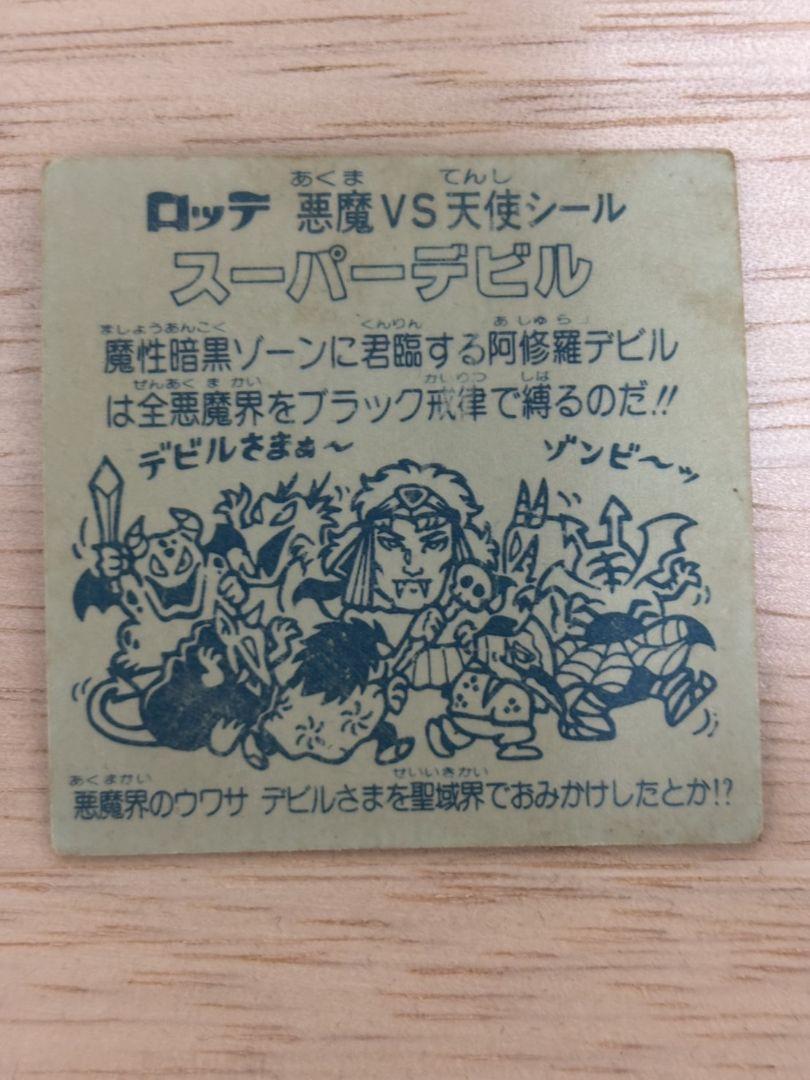 ロッテ 悪魔VS天使シール
あくま てんし
スーパーデビル
ましょうあんこく くんりん あしゅら
魔性暗黒ゾーンに君臨する阿修羅デビル
ぜんあくまかい かいりつ しば
は全悪魔界をブラック戒律で縛るのだ!!
デビルさまぁ〜 ゾンビ〜ッ
あくまかい せいいきかい
悪魔界のウワサ デビルさまを聖域界でおみかけしたとか!?